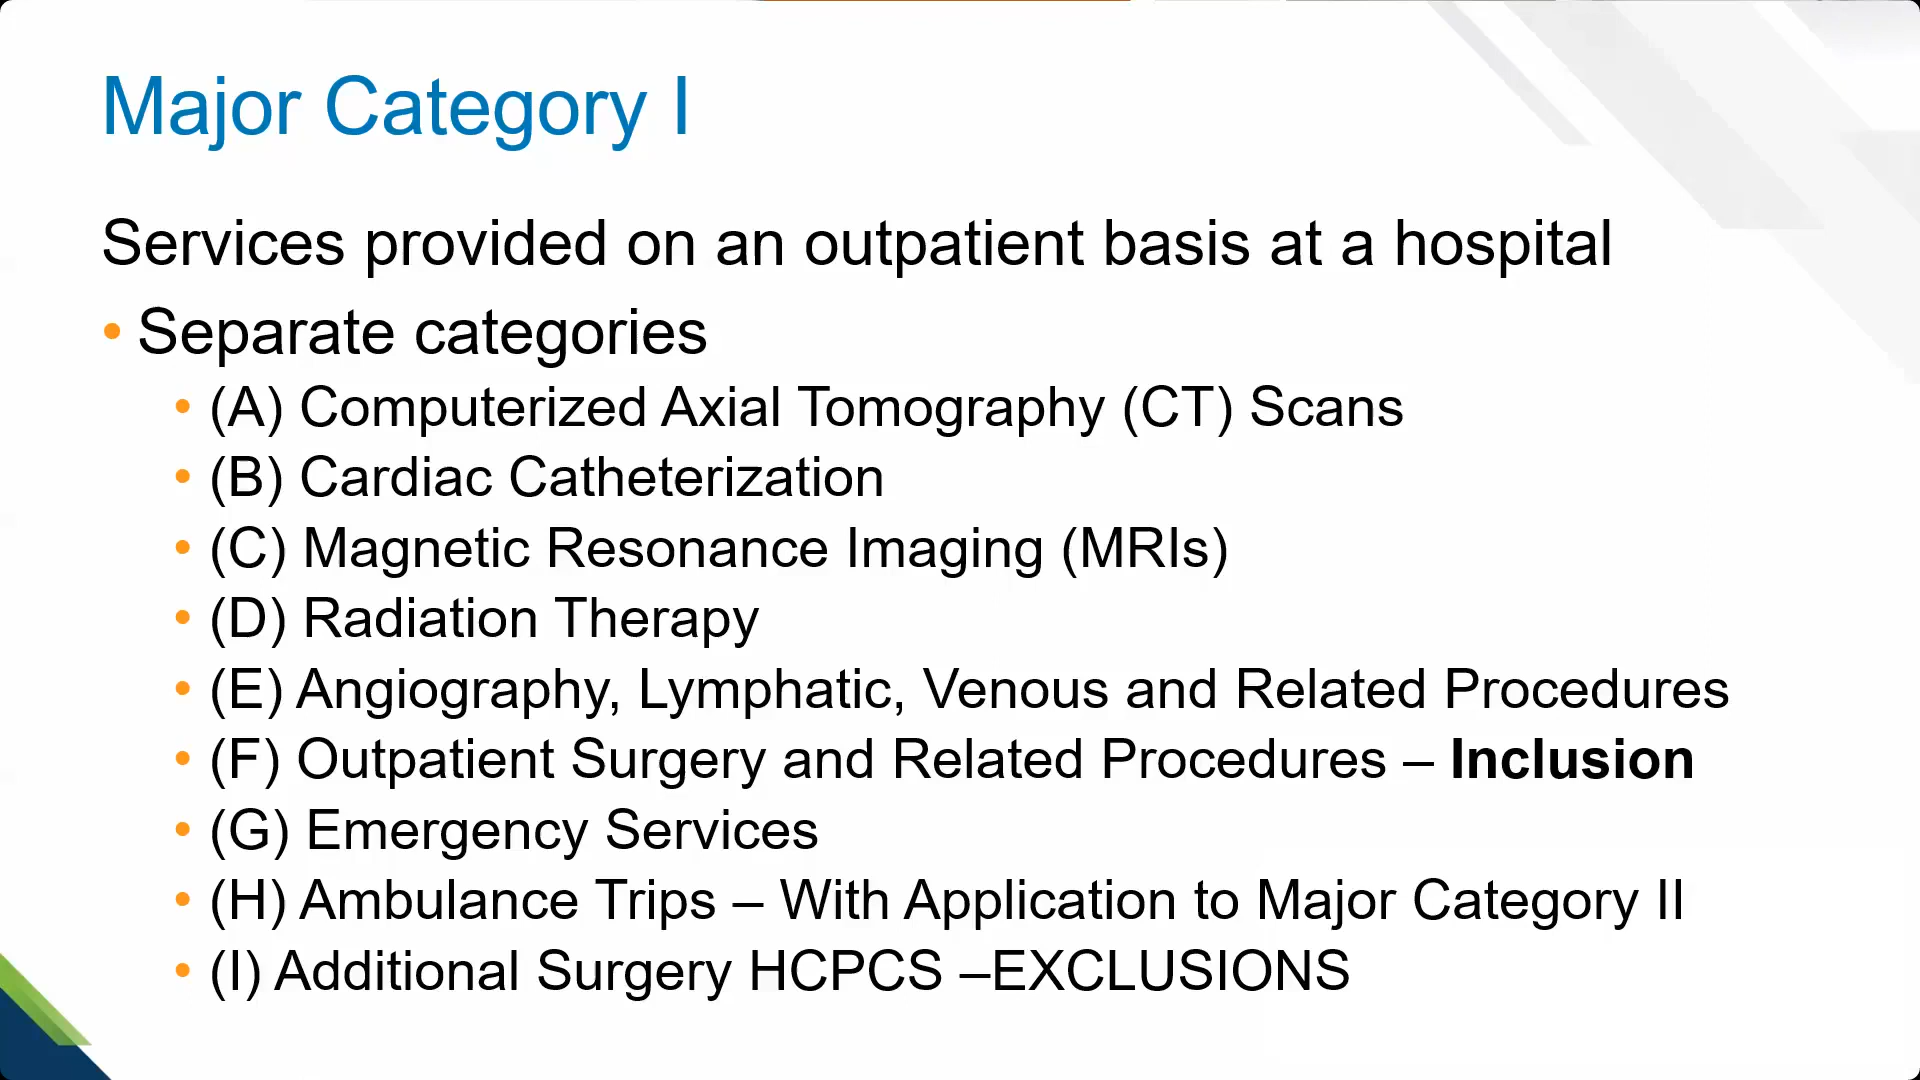 Major Category I
Services provided on an outpatient basis at a hospital
• Separate categories
• (A) Computerized Axial Tomography (CT) Scans
• (B) Cardiac Catheterization
• (C) Magnetic Resonance Imaging (MRIs)
• (D) Radiation Therapy
• (E) Angiography, Lymphatic, Venous and Related Procedures
• (F) Outpatient Surgery and Related Procedures – Inclusion
• (G) Emergency Services
• (H) Ambulance Trips – With Application to Major Category II
• (I) Additional Surgery HCPCS –EXCLUSIONS